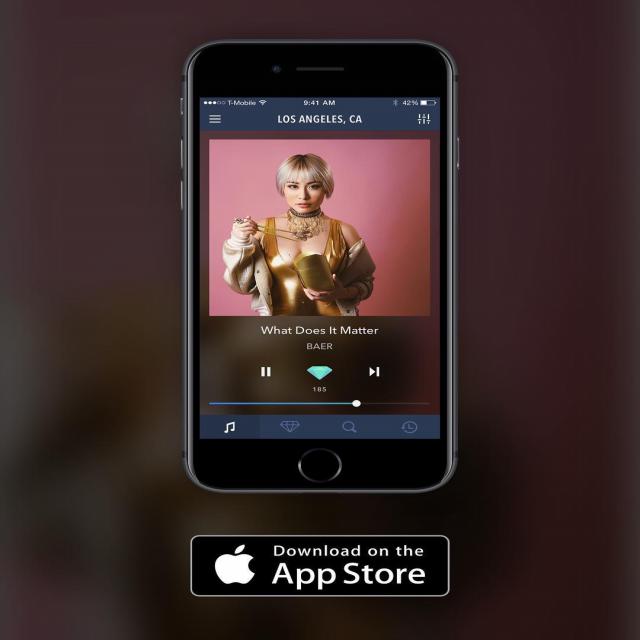 T-Mobile 9:41 AM 42%
LOS ANGELES, CA
What Does It Matter
BAER
185
Download on the
App Store